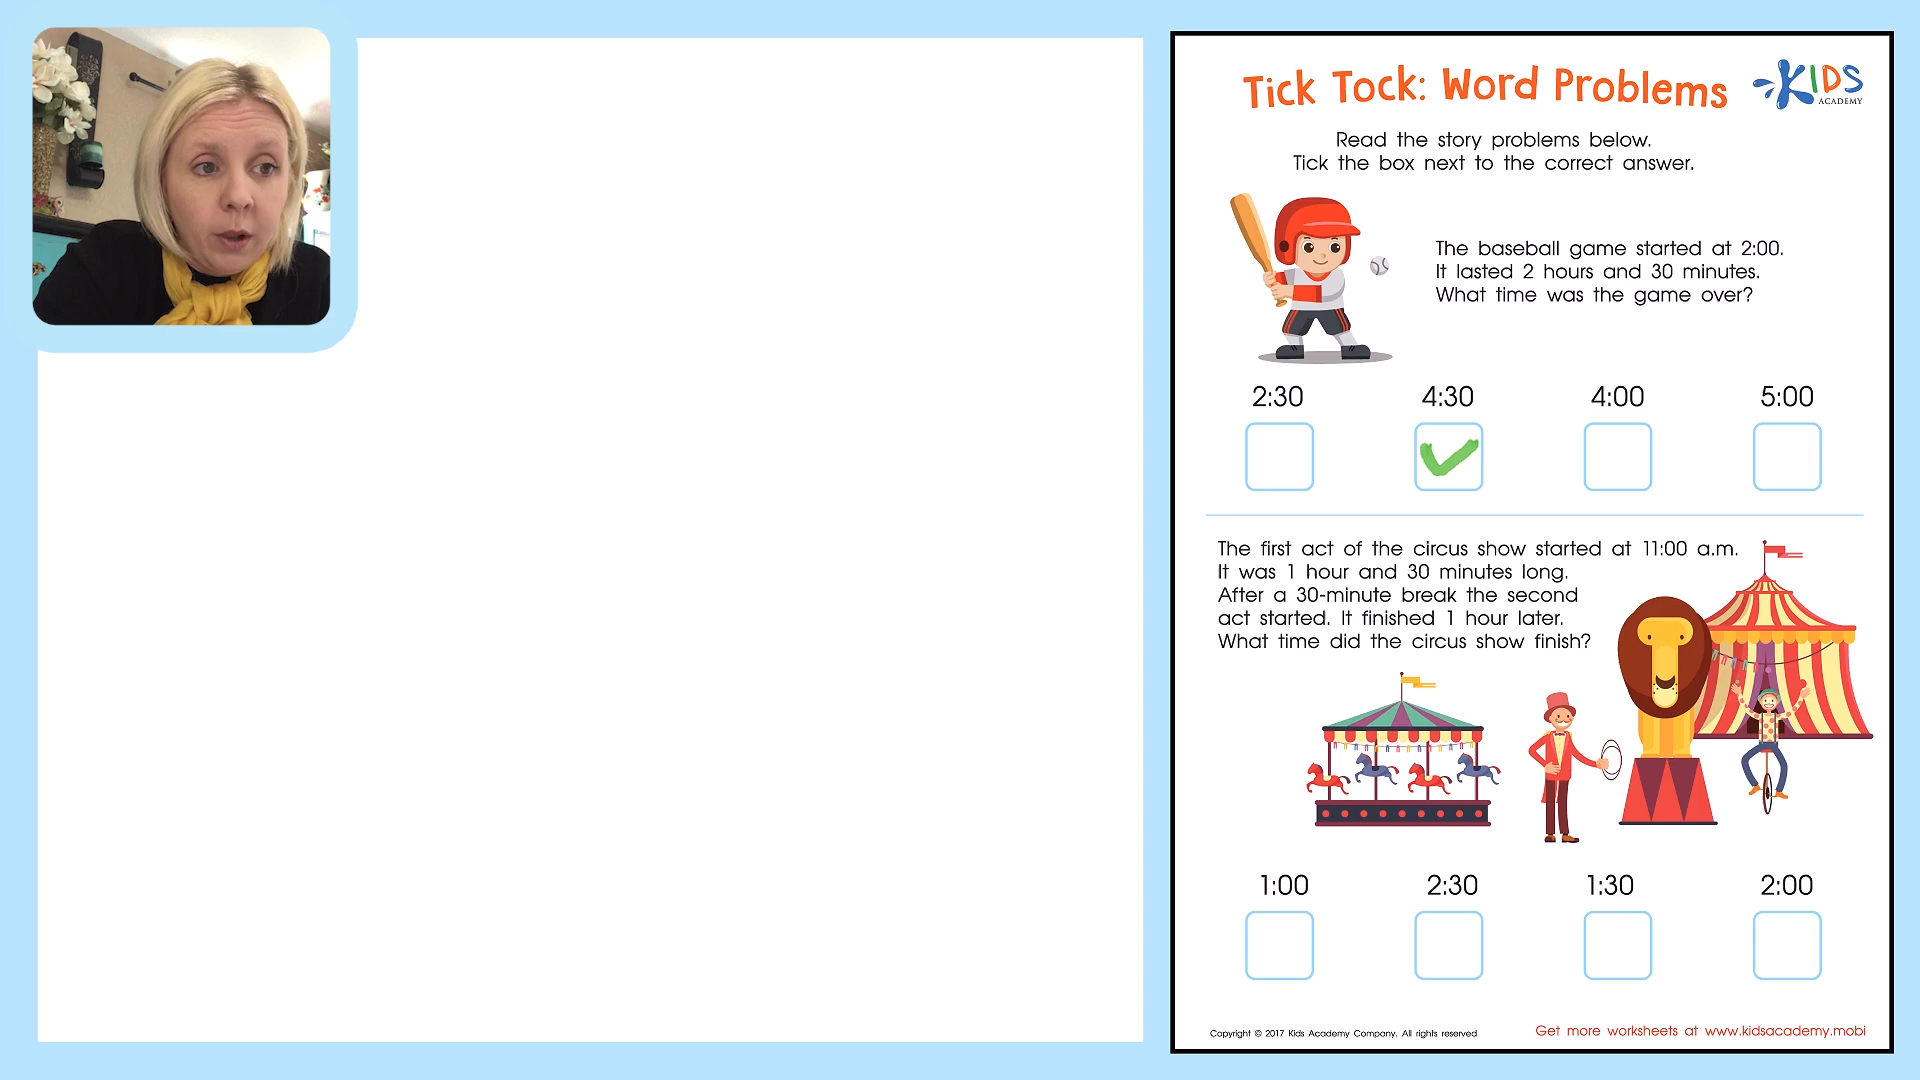 Tick Tock: Word Problems
KIDS
ACADEMY
Read the story problems below.
Tick the box next to the correct answer.
The baseball game started at 2:00.
It lasted 2 hours and 30 minutes.
What time was the game over?
2:30 4:30 4:00 5:00
The first act of the circus show started at 11:00 a.m.
It was 1 hour and 30 minutes long.
After a 30-minute break the second
act started. It finished 1 hour later.
What time did the circus show finish?
1:00 2:30 1:30 2:00
Copyright © 2017 Kids Academy Company. All rights reserved
Get more worksheets at www.kidsacademy.mobi